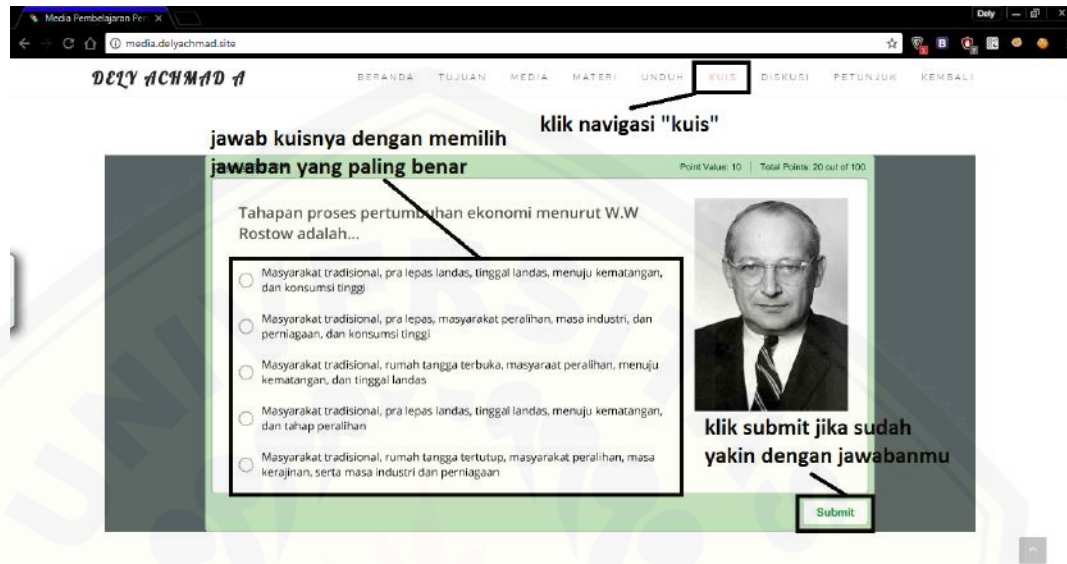 Media Pembelajaran Per
Dely
media.delyachmad.site
DELY ACHMAD A
BERANDA TUJUAN MEDIA MATERI UNDUH KUIS DISKUSI PETUNJUK KEMBALI
klik navigasi "kuis"
jawab kuisnya dengan memilih
jawaban yang paling benar
Point Value: 10 | Total Points: 20 out of 100
Tahapan proses pertumbuhan ekonomi menurut W.W
Rostow adalah...
Masyarakat tradisional, pra lepas landas, tinggal landas, menuju kematangan,
dan konsumsi tinggi
Masyarakat tradisional, pra lepas, masyarakat peralihan, masa industri, dan
perniagaan, dan konsumsi tinggi
Masyarakat tradisional, rumah tangga terbuka, masyaraat peralihan, menuju
kematangan, dan tinggal landas
Masyarakat tradisional, pra lepas landas, tinggal landas, menuju kematangan,
dan tahap peralihan
Masyarakat tradisional, rumah tangga tertutup, masyarakat peralihan, masa
kerajinan, serta masa industri dan perniagaan
klik submit jika sudah
yakin dengan jawabanmu
Submit